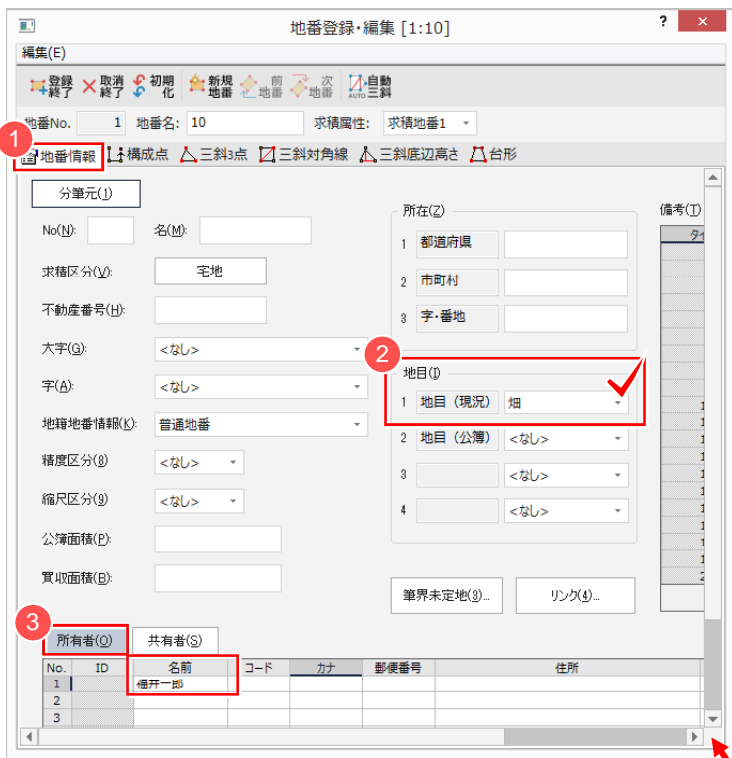 地番登録・編集 [1:10]
? ×
編集(E)
登録終了 取消終了 初期化 新規地番 前地番 次地番 AUTO 自動三斜
地番No. 1 地番名: 10 求積属性: 求積地番1
1
地番情報 構成点 三斜3点 三斜対角線 三斜底辺高さ 台形
分筆元(1)
No(N): 名(M):
求積区分(V): 宅地
不動産番号(H):
大字(G): <なし>
字(A): <なし>
地籍地番情報(K): 普通地番
精度区分(8) <なし>
縮尺区分(9) <なし>
公簿面積(P):
買収面積(B):
所在(Z)
1 都道府県
2 市町村
3 字・番地
2
地目(I)
1 地目（現況） 畑
2 地目（公簿） <なし>
3 <なし>
4 <なし>
筆界未定地(3)... リンク(4)...
備考(T)
3
所有者(O) 共有者(S)
No. ID 名前 コード カナ 郵便番号 住所
1 福井一郎
2
3